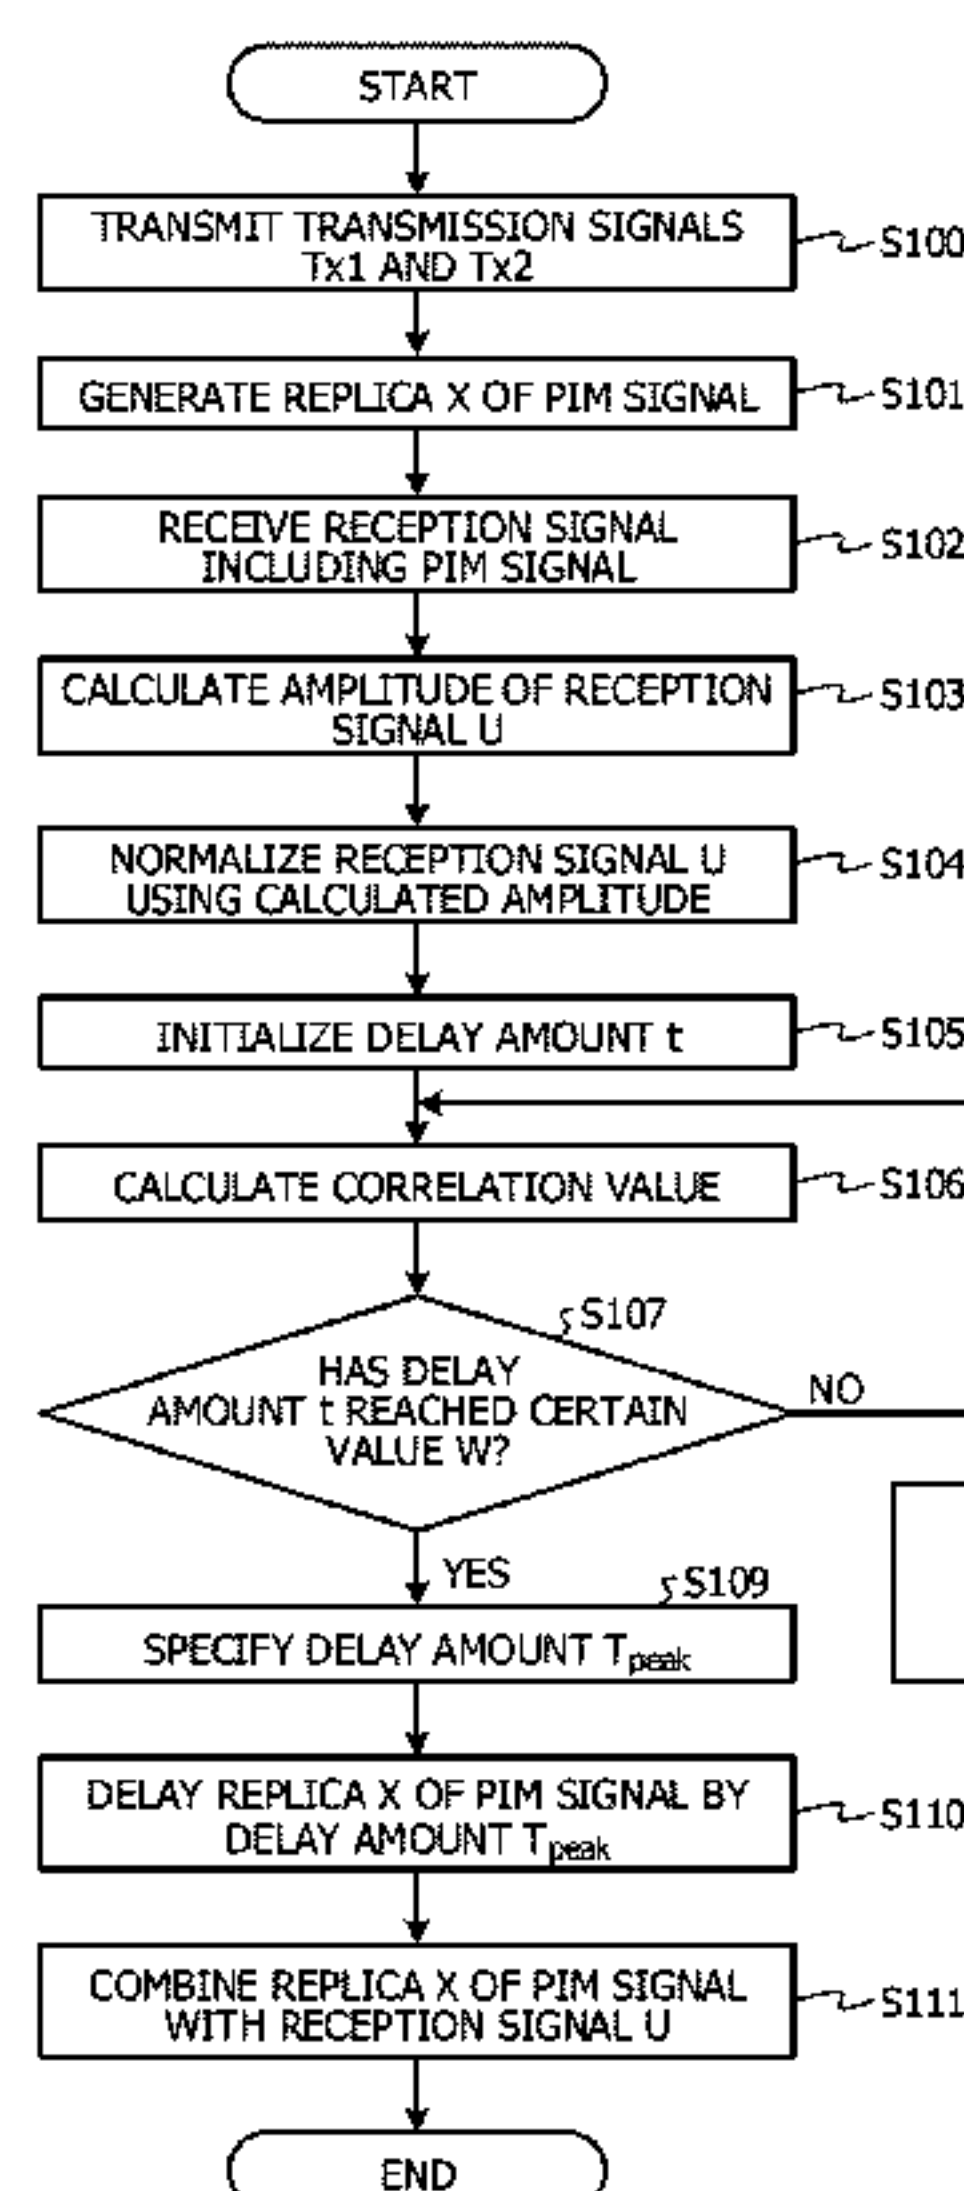 START
TRANSMIT TRANSMISSION SIGNALS
Tx1 AND Tx2
S100
GENERATE REPLICA X OF PIM SIGNAL
S101
RECEIVE RECEPTION SIGNAL
INCLUDING PIM SIGNAL
S102
CALCULATE AMPLITUDE OF RECEPTION
SIGNAL U
S103
NORMALIZE RECEPTION SIGNAL U
USING CALCULATED AMPLITUDE
S104
INITIALIZE DELAY AMOUNT t
S105
CALCULATE CORRELATION VALUE
S106
S107
HAS DELAY
AMOUNT t REACHED CERTAIN
VALUE W?
NO
YES
S109
SPECIFY DELAY AMOUNT Tpeak
DELAY REPLICA X OF PIM SIGNAL BY
DELAY AMOUNT Tpeak
S110
COMBINE REPLICA X OF PIM SIGNAL
WITH RECEPTION SIGNAL U
S111
END